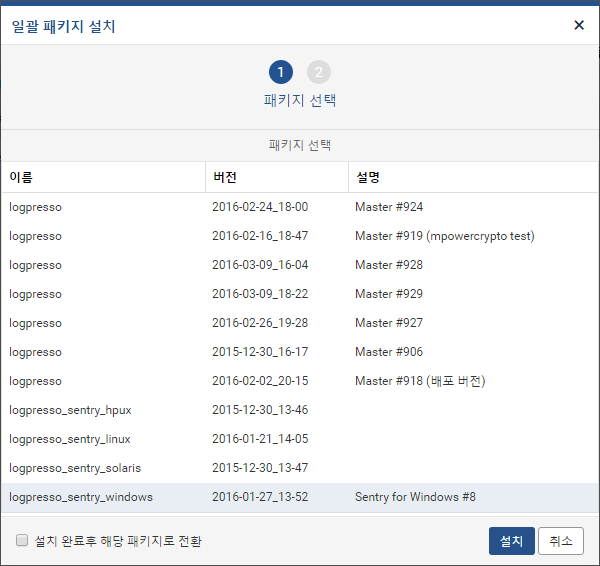 일괄 패키지 설치 ×
1 2
패키지 선택
패키지 선택
이름 버전 설명
logpresso 2016-02-24_18-00 Master #924
logpresso 2016-02-16_18-47 Master #919 (mpowercrypto test)
logpresso 2016-03-09_16-04 Master #928
logpresso 2016-03-09_18-22 Master #929
logpresso 2016-02-26_19-28 Master #927
logpresso 2015-12-30_16-17 Master #906
logpresso 2016-02-02_20-15 Master #918 (배포 버전)
logpresso_sentry_hpux 2015-12-30_13-46
logpresso_sentry_linux 2016-01-21_14-05
logpresso_sentry_solaris 2015-12-30_13-47
logpresso_sentry_windows 2016-01-27_13-52 Sentry for Windows #8
설치 완료후 해당 패키지로 전환 설치 취소